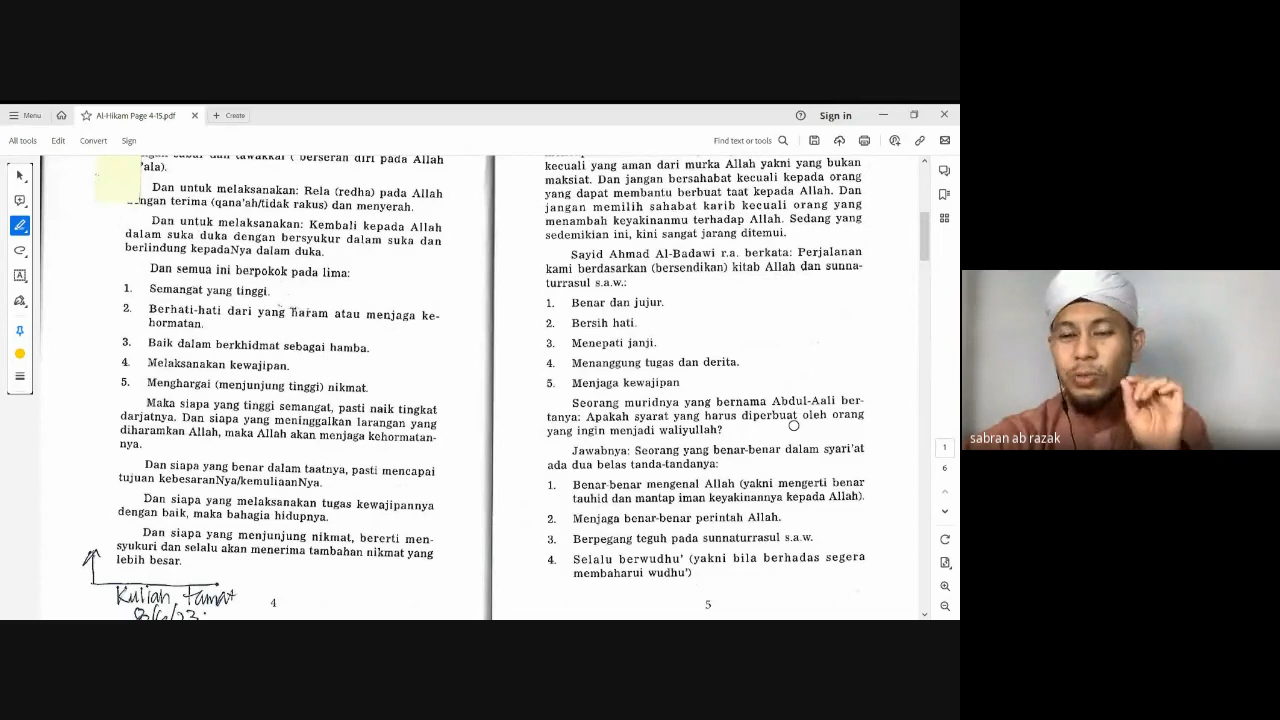 Menu
Al-Hikam Page 4-15.pdf
Create
Sign in
All tools
Edit
Convert
Sign
Find text or tools
sabar dan tawakkal ( berserah diri pada Allah
'ala).
Dan untuk melaksanakan: Rela (redha) pada Allah
dengan terima (qana'ah/tidak rakus) dan menyerah.
Dan untuk melaksanakan: Kembali kepada Allah
dalam suka duka dengan bersyukur dalam suka dan
berlindung kepadaNya dalam duka.
Dan semua ini berpokok pada lima:
1. Semangat yang tinggi.
2. Berhati-hati dari yang haram atau menjaga ke-
hormatan.
3. Baik dalam berkhidmat sebagai hamba.
4. Melaksanakan kewajipan.
5. Menghargai (menjunjung tinggi) nikmat.
Maka siapa yang tinggi semangat, pasti naik tingkat
darjatnya. Dan siapa yang meninggalkan larangan yang
diharamkan Allah, maka Allah akan menjaga kehormatan-
nya.
Dan siapa yang benar dalam taatnya, pasti mencapai
tujuan kebesaranNya/kemuliaanNya.
Dan siapa yang melaksanakan tugas kewajipannya
dengan baik, maka bahagia hidupnya.
Dan siapa yang menjunjung nikmat, bererti men-
syukuri dan selalu akan menerima tambahan nikmat yang
lebih besar.
Kuliah tamat
4
kecuali yang aman dari murka Allah yakni yang bukan
maksiat. Dan jangan bersahabat kecuali kepada orang
yang dapat membantu berbuat taat kepada Allah. Dan
jangan memilih sahabat karib kecuali orang yang
menambah keyakinanmu terhadap Allah. Sedang yang
sedemikian ini, kini sangat jarang ditemui.
Sayid Ahmad Al-Badawi r.a. berkata: Perjalanan
kami berdasarkan (bersendikan) kitab Allah dan sunna-
turrasul s.a.w.:
1. Benar dan jujur.
2. Bersih hati.
3. Menepati janji.
4. Menanggung tugas dan derita.
5. Menjaga kewajipan
Seorang muridnya yang bernama Abdul-Aali ber-
tanya: Apakah syarat yang harus diperbuat oleh orang
yang ingin menjadi waliyullah?
Jawabnya: Seorang yang benar-benar dalam syari'at
ada dua belas tanda-tandanya:
1. Benar-benar mengenal Allah (yakni mengerti benar
tauhid dan mantap iman keyakinannya kepada Allah).
2. Menjaga benar-benar perintah Allah.
3. Berpegang teguh pada sunnaturrasul s.a.w.
4. Selalu berwudhu' (yakni bila berhadas segera
membaharui wudhu')
5
1
6
sabran ab razak